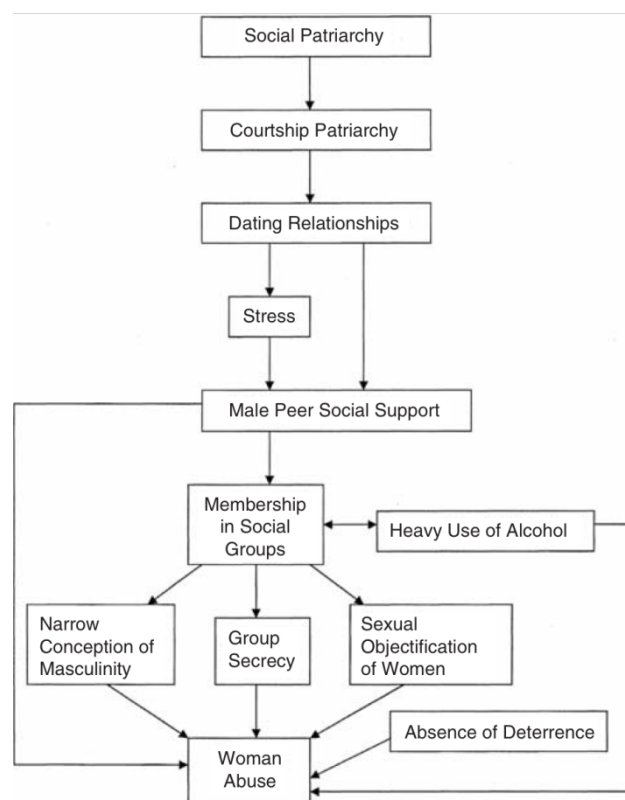 Social Patriarchy
Courtship Patriarchy
Dating Relationships
Stress
Male Peer Social Support
Membership
in Social
Groups
Heavy Use of Alcohol
Narrow
Conception of
Masculinity
Group
Secrecy
Sexual
Objectification
of Women
Absence of Deterrence
Woman
Abuse